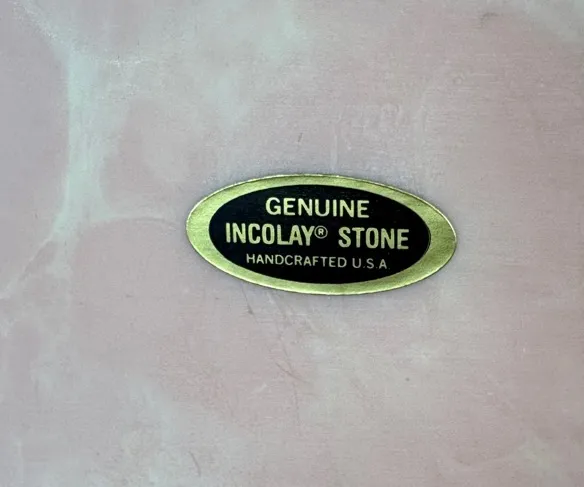 GENUINE
INCOLAY® STONE
HANDCRAFTED U.S.A